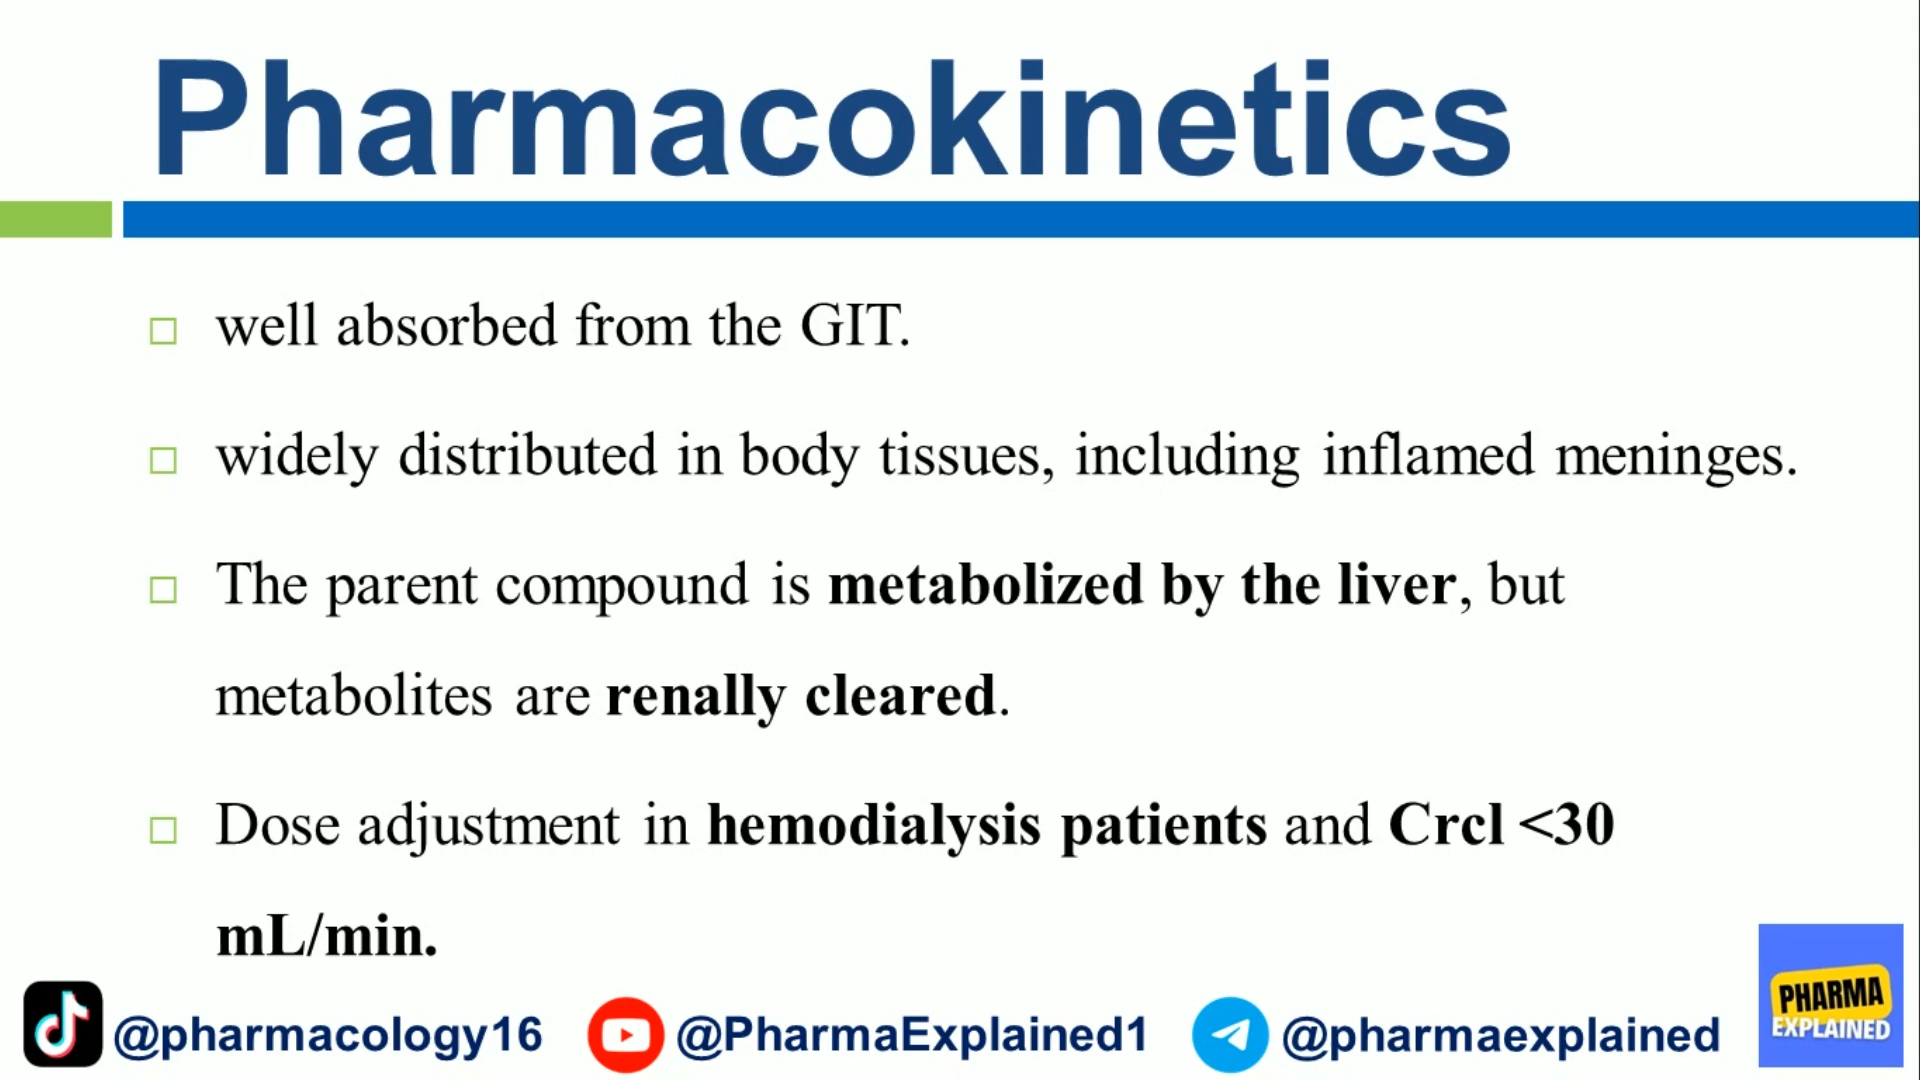 Pharmacokinetics
well absorbed from the GIT.
widely distributed in body tissues, including inflamed meninges.
The parent compound is metabolized by the liver, but
metabolites are renally cleared.
Dose adjustment in hemodialysis patients and Crcl <30
mL/min.
@pharmacology16 @PharmaExplained1 @pharmaexplained
PHARMA
EXPLAINED